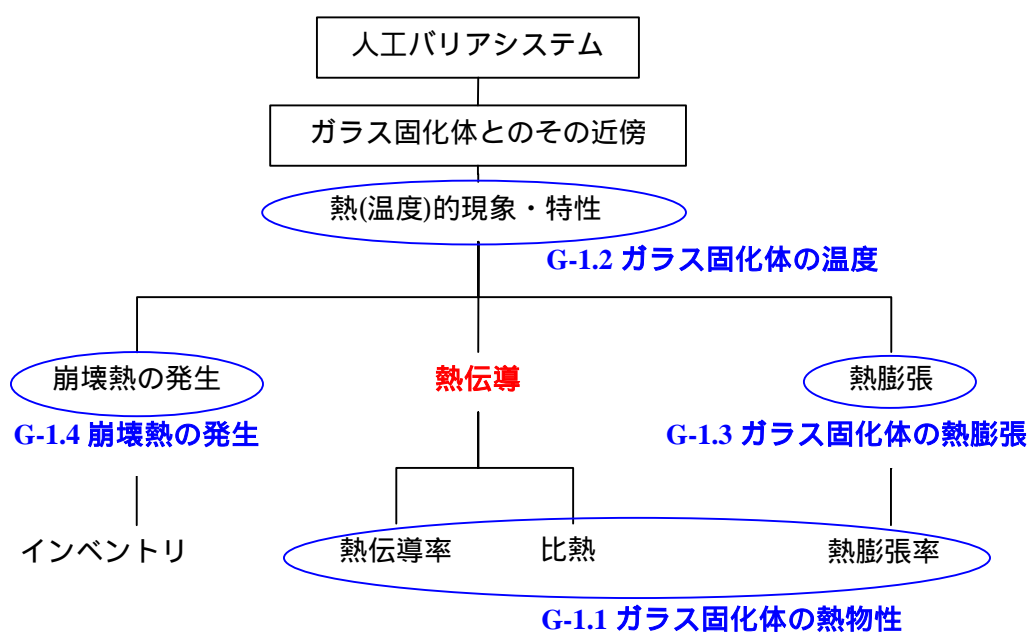 人工バリアシステム
ガラス固化体とのその近傍
熱(温度)的現象・特性
G-1.2 ガラス固化体の温度
崩壊熱の発生
熱伝導
熱膨張
G-1.4 崩壊熱の発生
G-1.3 ガラス固化体の熱膨張
インベントリ
熱伝導率
比熱
熱膨張率
G-1.1 ガラス固化体の熱物性